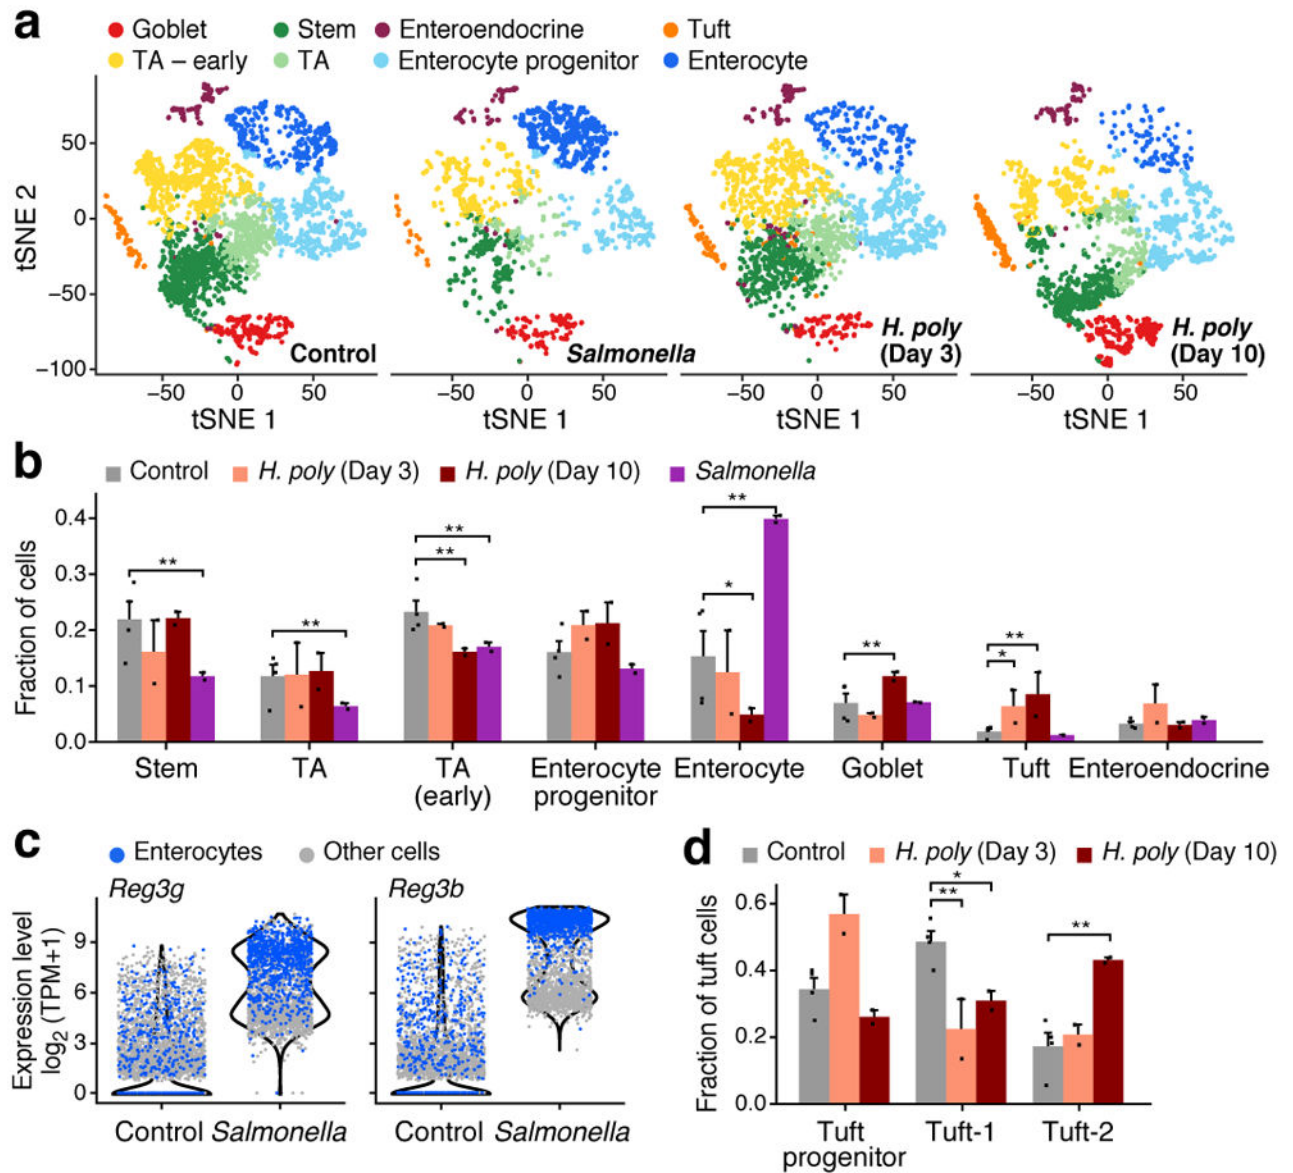 a
Goblet Stem Enteroendocrine Tuft
TA – early TA Enterocyte progenitor Enterocyte
tSNE 2
50
0
−50
−100
Control
Salmonella
H. poly
(Day 3)
H. poly
(Day 10)
−50 0 50 −50 0 50 −50 0 50 −50 0 50
tSNE 1 tSNE 1 tSNE 1 tSNE 1
b
Control H. poly (Day 3) H. poly (Day 10) Salmonella
Fraction of cells
0.4
0.3
0.2
0.1
0.0
** ** ** ** ** * ** * **
Stem TA TA Enterocyte Enterocyte Goblet Tuft Enteroendocrine
(early) progenitor
c
Enterocytes Other cells
Reg3g Reg3b
Expression level
log2 (TPM+1)
9
6
3
0
Control Salmonella Control Salmonella
d
Control H. poly (Day 3) H. poly (Day 10)
Fraction of tuft cells
0.6
0.4
0.2
0.0
* ** **
Tuft Tuft-1 Tuft-2
progenitor